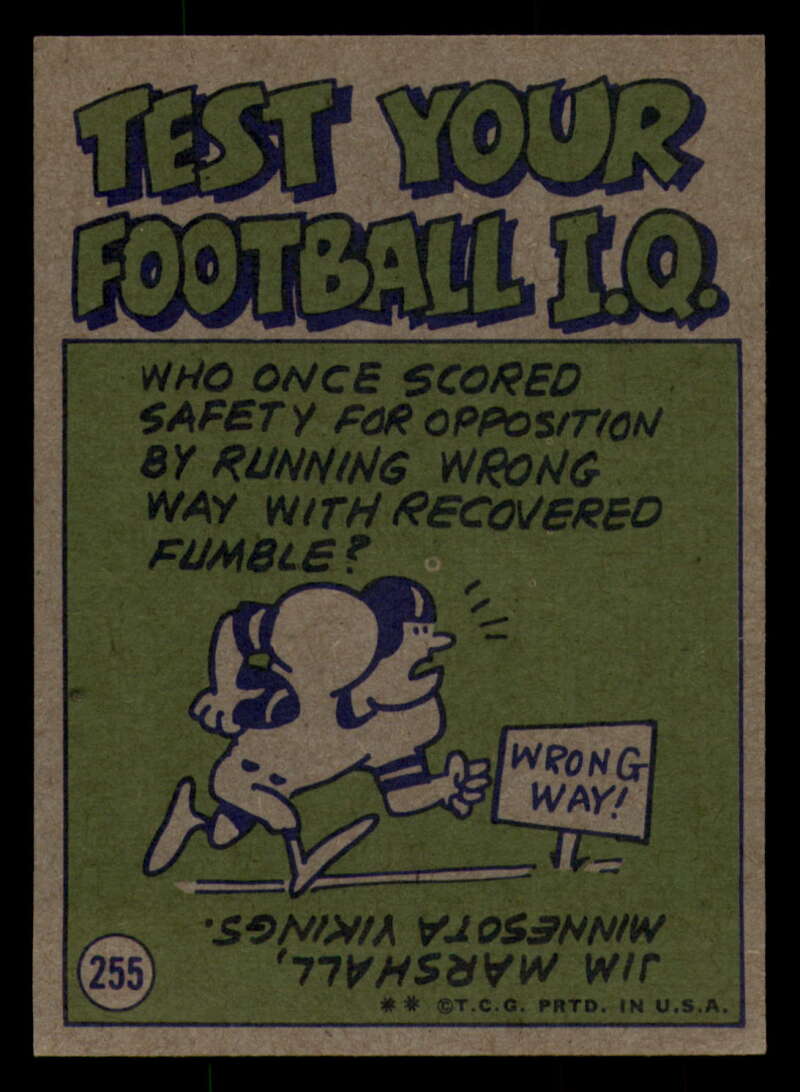 TEST YOUR
FOOTBALL I.Q.
WHO ONCE SCORED
SAFETY FOR OPPOSITION
BY RUNNING WRONG
WAY WITH RECOVERED
FUMBLE?
WRONG
WAY!
JIM MARSHALL,
MINNESOTA VIKINGS.
255
** ©T.C.G. PRTD. IN U.S.A.